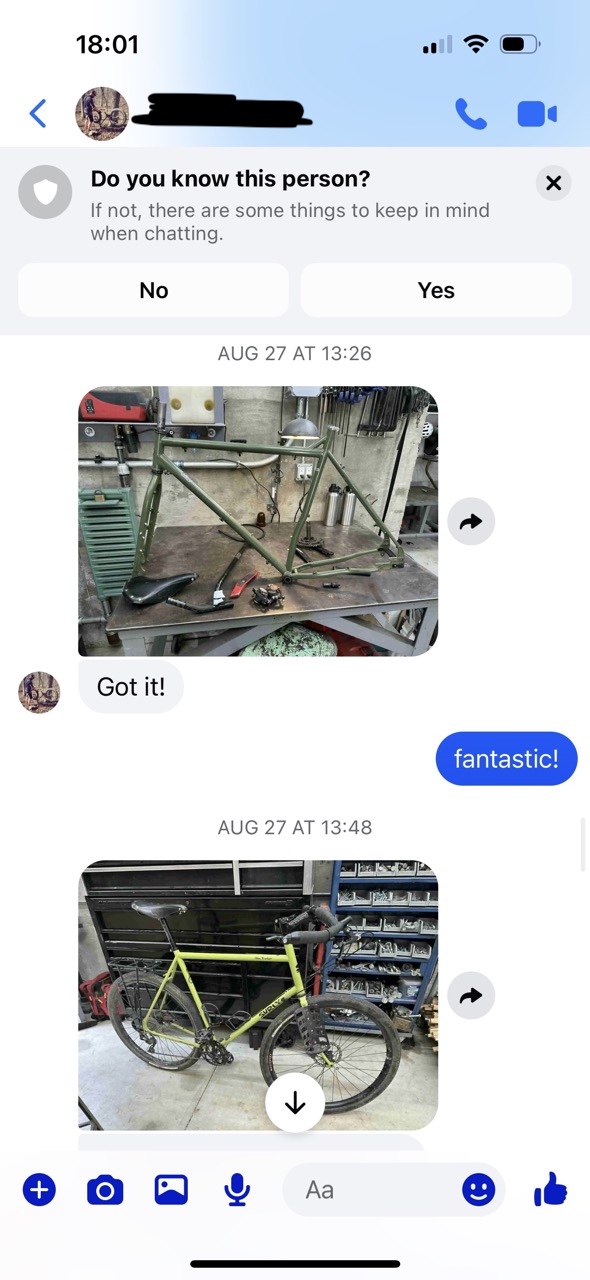 18:01
Do you know this person?
If not, there are some things to keep in mind
when chatting.
No
Yes
AUG 27 AT 13:26
Got it!
fantastic!
AUG 27 AT 13:48
SURLY
Aa